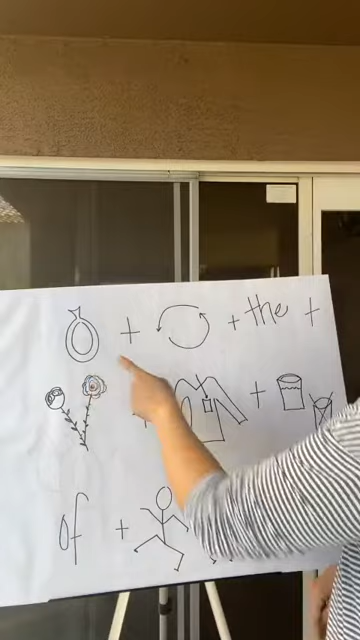 + + the +
+ +
of +